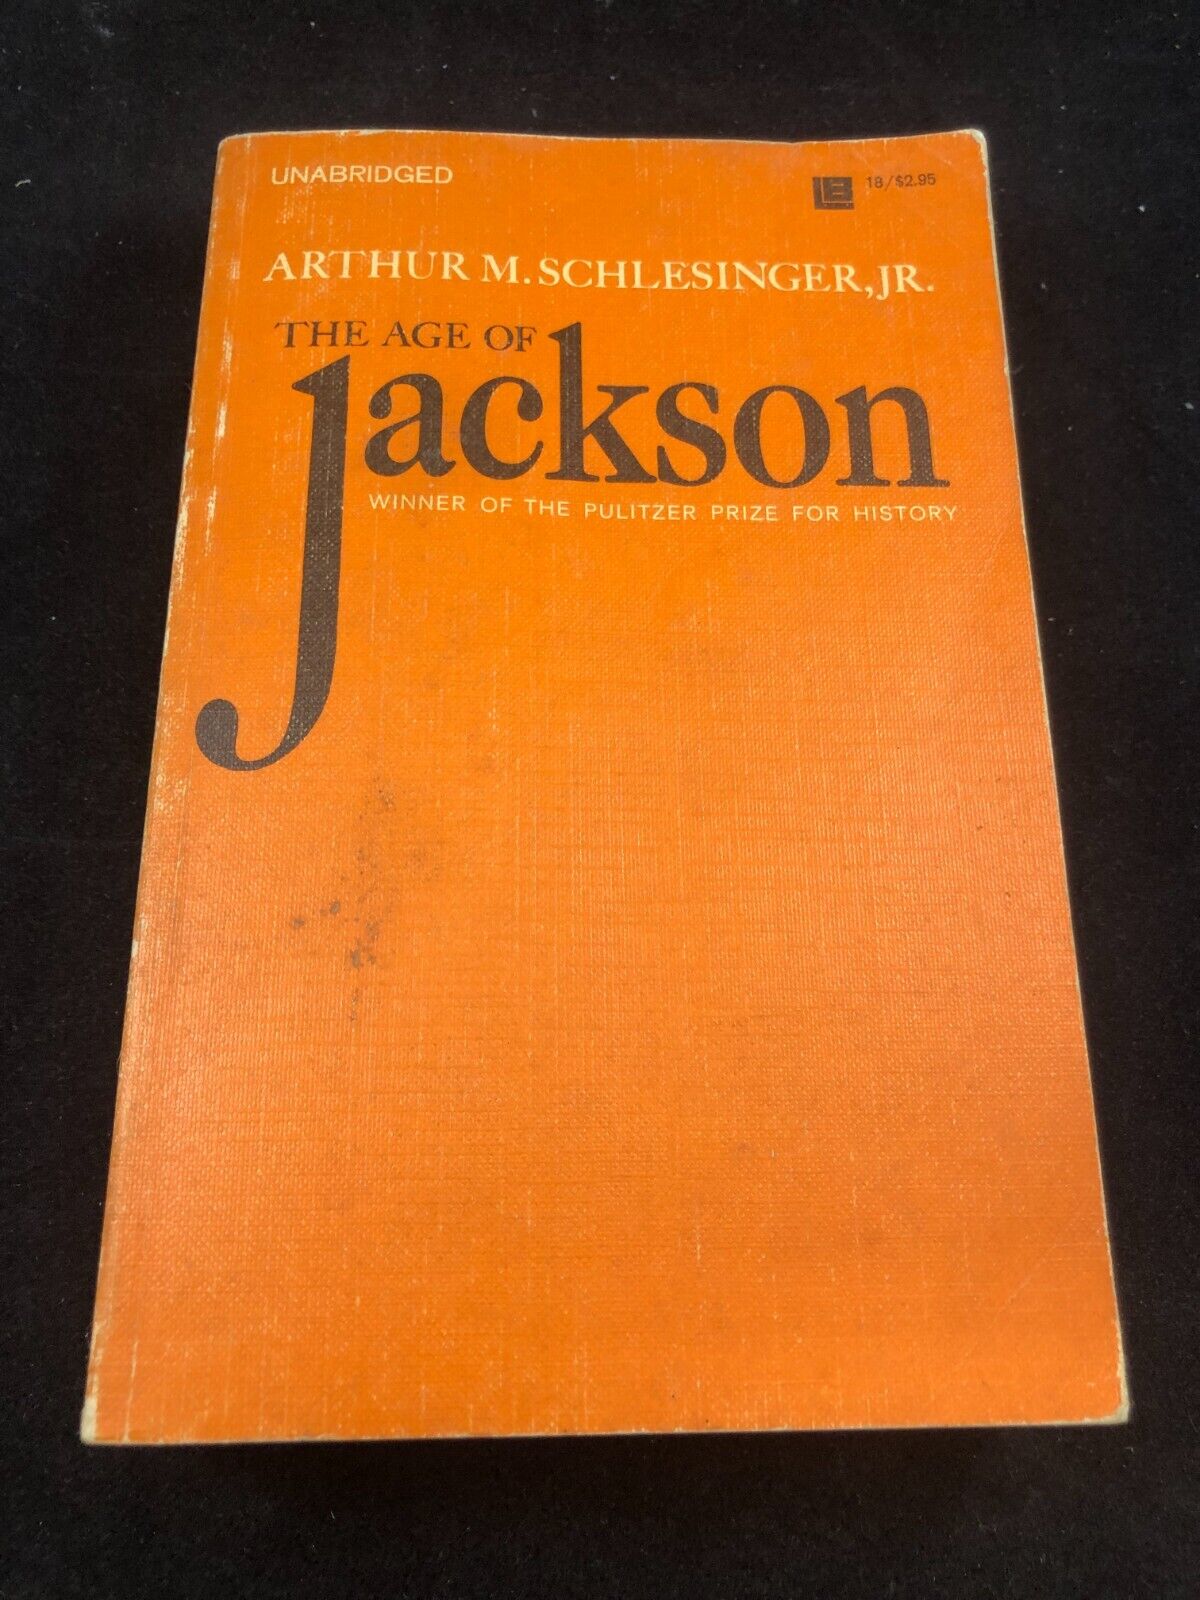 UNABRIDGED
LB 18/$2.95
ARTHUR M. SCHLESINGER, JR.
THE AGE OF
Jackson
WINNER OF THE PULITZER PRIZE FOR HISTORY